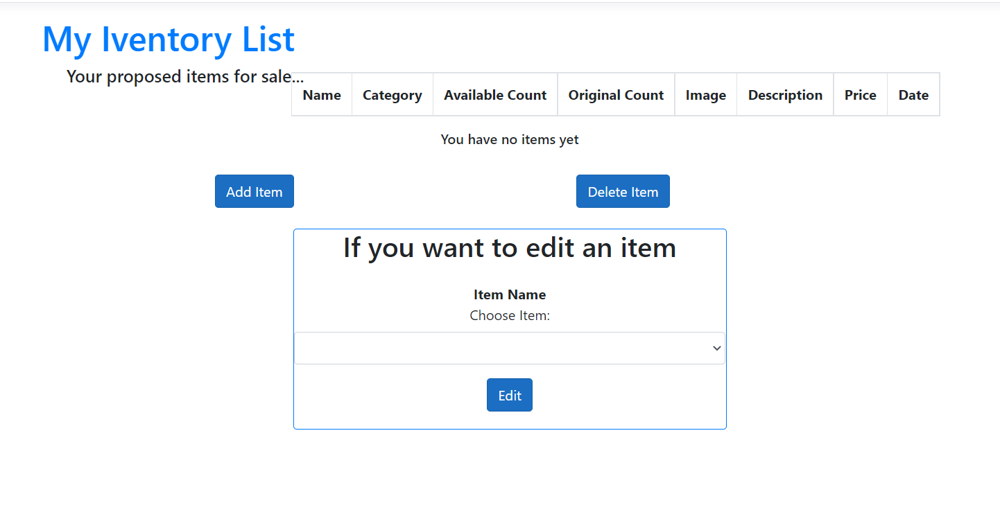 My Iventory List
Your proposed items for sale...
Name Category Available Count Original Count Image Description Price Date
You have no items yet
Add Item Delete Item
If you want to edit an item
Item Name
Choose Item:
Edit